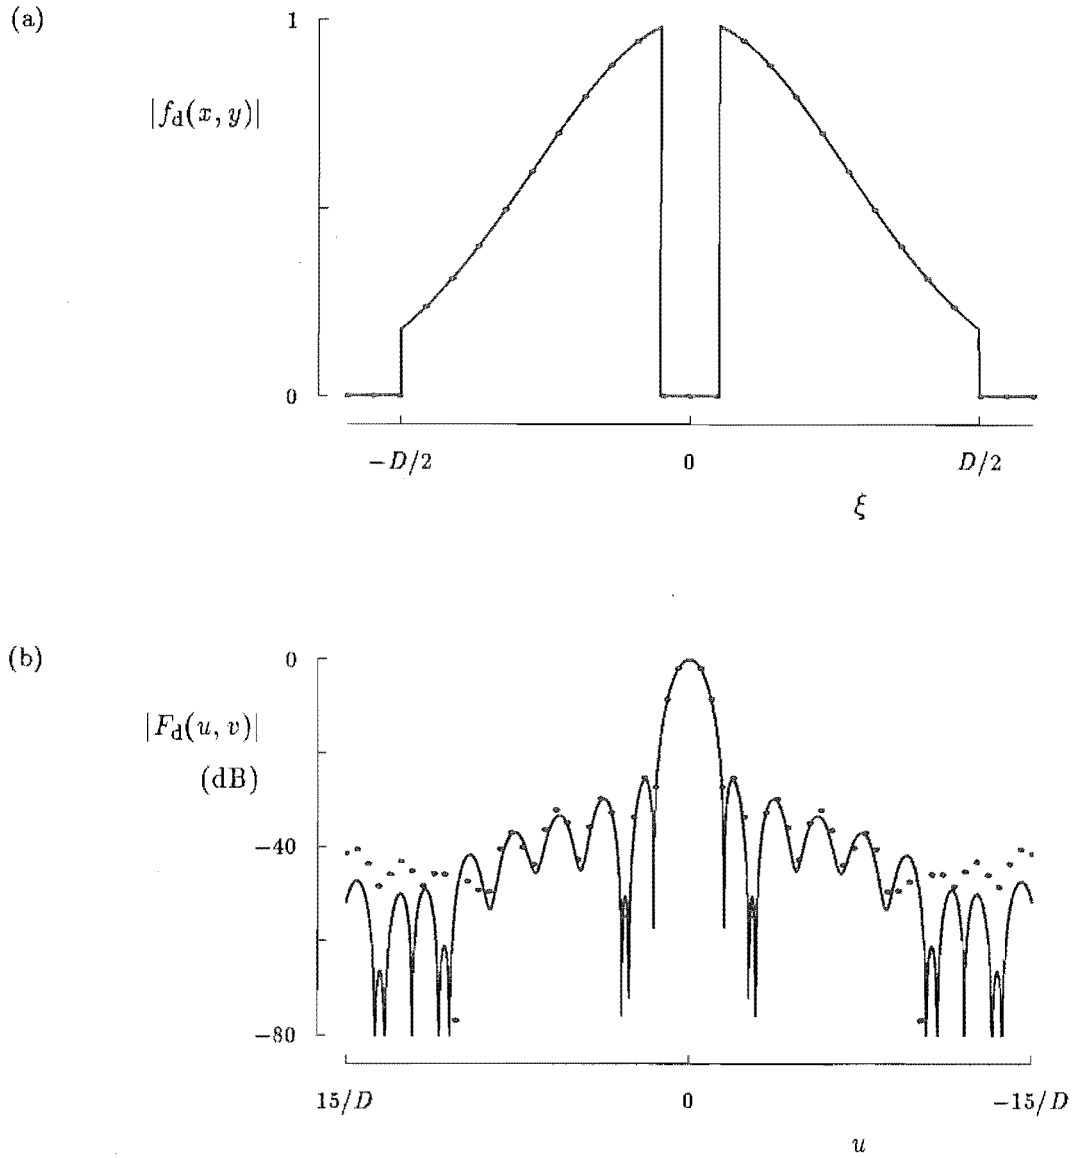 (a)
1
|f_d(x, y)|
0
−D/2 0 D/2
ξ
(b)
0
|F_d(u, v)|
(dB)
−40
−80
15/D 0 −15/D
u